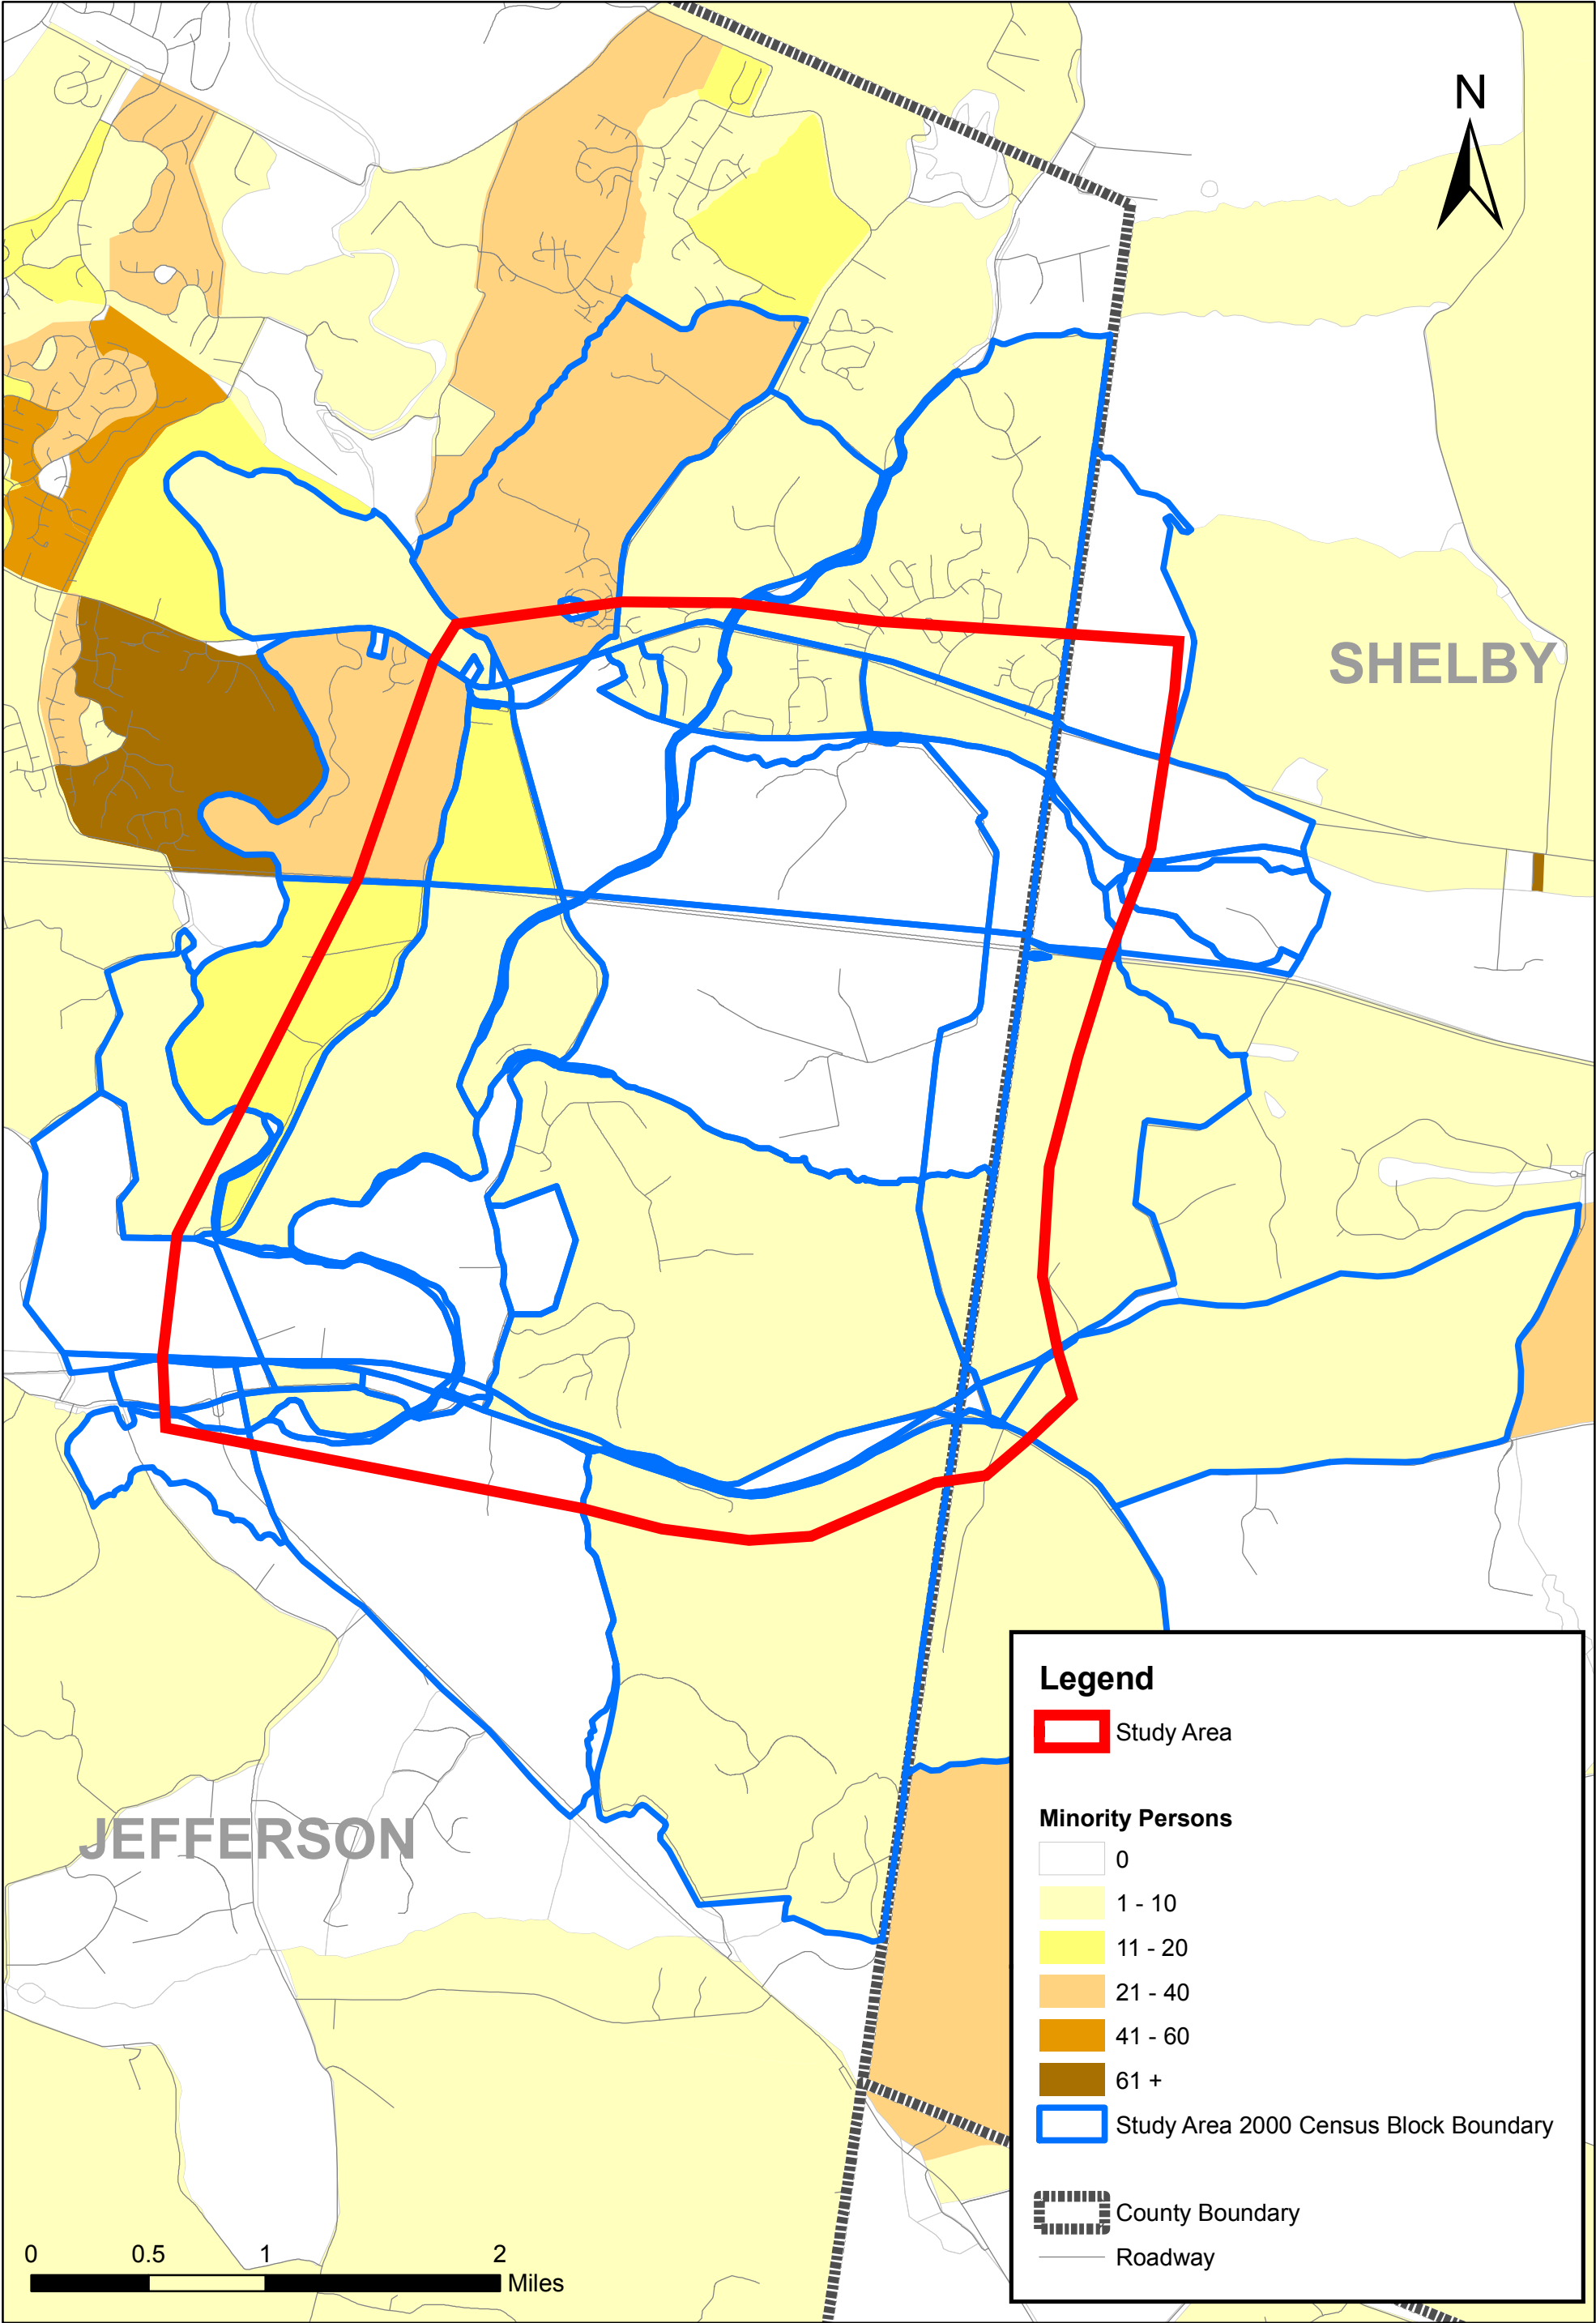 N
SHELBY
JEFFERSON
Legend
Study Area
Minority Persons
0
1 - 10
11 - 20
21 - 40
41 - 60
61 +
Study Area 2000 Census Block Boundary
County Boundary
Roadway
0 0.5 1 2
Miles